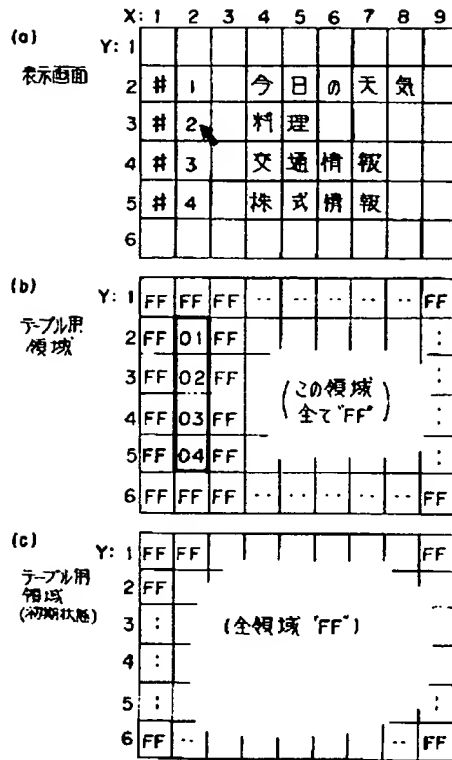 X: 1 2 3 4 5 6 7 8 9
(a) Y: 1
表示画面 2 # 1 今日の天気
3 # 2 料理
4 # 3 交通情報
5 # 4 株式情報
6
(b) Y: 1 FF FF FF ‥ ‥ ‥ ‥ ‥ FF
テーブル用
領域
2 FF 01 FF :
3 FF 02 FF (この領域 :
4 FF 03 FF 全て"FF") :
5 FF 04 FF :
6 FF FF FF ‥ ‥ ‥ ‥ ‥ FF
(c) Y: 1 FF FF FF
テーブル用
領域
(初期状態)
2 FF
3 : (全領域 "FF") :
4 : :
5 : :
6 FF ‥ ‥ FF